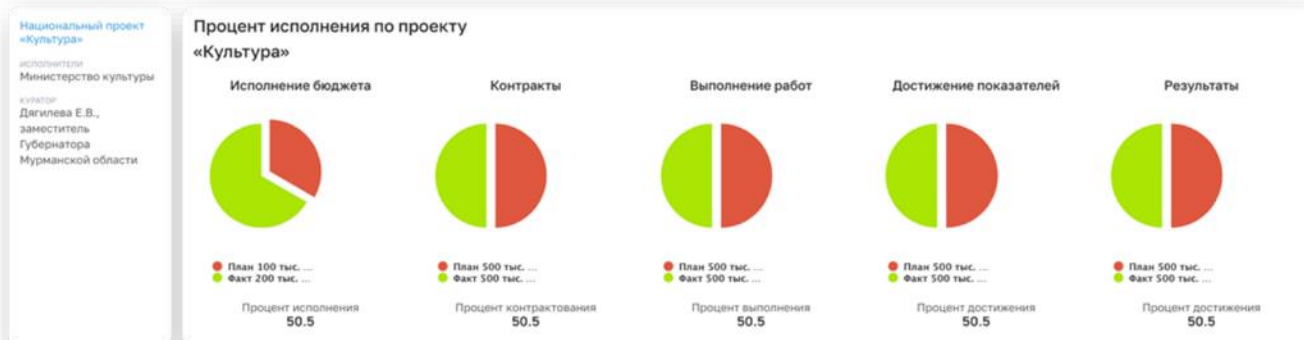 Национальный проект
«Культура»
ИСПОЛНИТЕЛИ
Министерство культуры
КУРАТОР
Дягилева Е.В.,
заместитель
Губернатора
Мурманской области
Процент исполнения по проекту
«Культура»
Исполнение бюджета
План 100 тыс. ...
Факт 200 тыс. ...
Процент исполнения
50.5
Контракты
План 500 тыс. ...
Факт 500 тыс. ...
Процент контрактования
50.5
Выполнение работ
План 500 тыс. ...
Факт 500 тыс. ...
Процент выполнения
50.5
Достижение показателей
План 500 тыс. ...
Факт 500 тыс. ...
Процент достижения
50.5
Результаты
План 500 тыс. ...
Факт 500 тыс. ...
Процент достижения
50.5